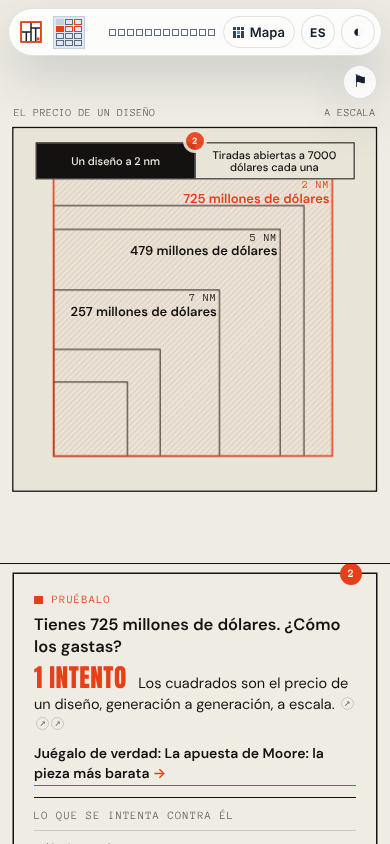 Mapa
ES
EL PRECIO DE UN DISEÑO
A ESCALA
2
Un diseño a 2 nm
Tiradas abiertas a 7000
dólares cada una
2 NM
725 millones de dólares
5 NM
479 millones de dólares
7 NM
257 millones de dólares
2
PRUÉBALO
Tienes 725 millones de dólares. ¿Cómo
los gastas?
1 INTENTO Los cuadrados son el precio de
un diseño, generación a generación, a escala.
Juégalo de verdad: La apuesta de Moore: la
pieza más barata →
LO QUE SE INTENTA CONTRA ÉL